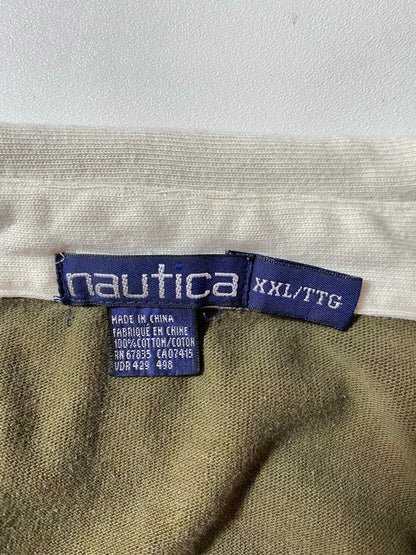 nautica
XXL/TTG
MADE IN CHINA
FABRIQUÉ EN CHINE
100%COTTON/COTON
RN 67835 CA07415
VDR 429 498